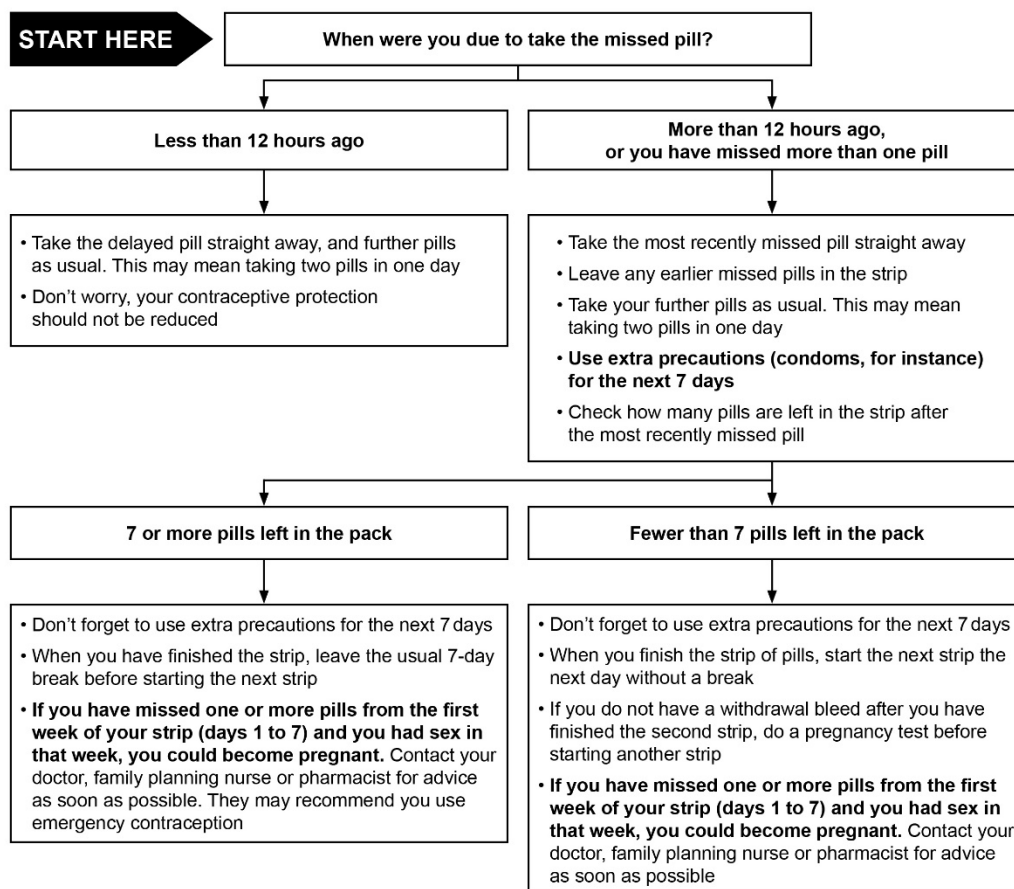 START HERE
When were you due to take the missed pill?
Less than 12 hours ago
More than 12 hours ago,
or you have missed more than one pill
• Take the delayed pill straight away, and further pills
as usual. This may mean taking two pills in one day
• Don’t worry, your contraceptive protection
should not be reduced
• Take the most recently missed pill straight away
• Leave any earlier missed pills in the strip
• Take your further pills as usual. This may mean
taking two pills in one day
• Use extra precautions (condoms, for instance)
for the next 7 days
• Check how many pills are left in the strip after
the most recently missed pill
7 or more pills left in the pack
Fewer than 7 pills left in the pack
• Don’t forget to use extra precautions for the next 7 days
• When you have finished the strip, leave the usual 7-day
break before starting the next strip
• If you have missed one or more pills from the first
week of your strip (days 1 to 7) and you had sex in
that week, you could become pregnant. Contact your
doctor, family planning nurse or pharmacist for advice
as soon as possible. They may recommend you use
emergency contraception
• Don’t forget to use extra precautions for the next 7 days
• When you finish the strip of pills, start the next strip the
next day without a break
• If you do not have a withdrawal bleed after you have
finished the second strip, do a pregnancy test before
starting another strip
• If you have missed one or more pills from the first
week of your strip (days 1 to 7) and you had sex in
that week, you could become pregnant. Contact your
doctor, family planning nurse or pharmacist for advice
as soon as possible